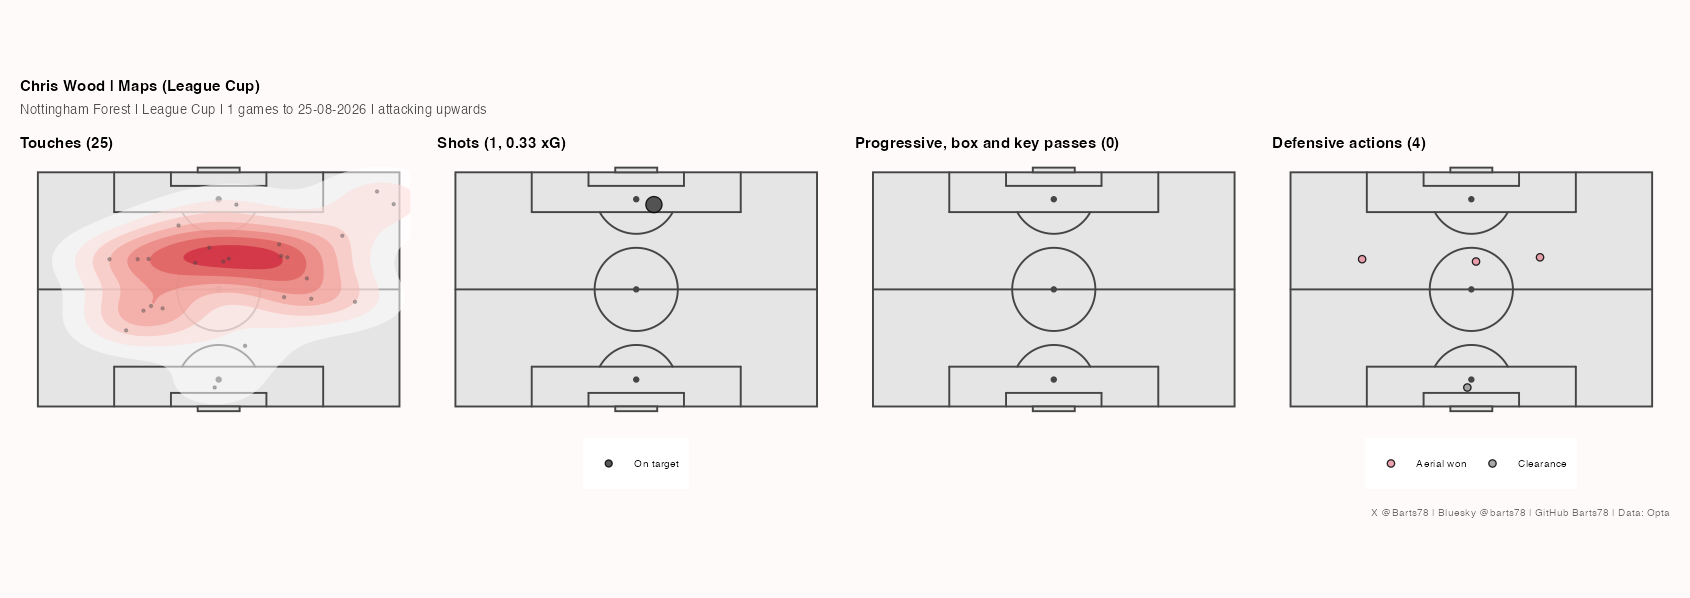 Chris Wood | Maps (League Cup)
Nottingham Forest | League Cup | 1 games to 25-08-2026 | attacking upwards
Touches (25)
Shots (1, 0.33 xG)
Progressive, box and key passes (0)
Defensive actions (4)
On target
Aerial won
Clearance
X @Barts78 | Bluesky @barts78 | GitHub Barts78 | Data: Opta